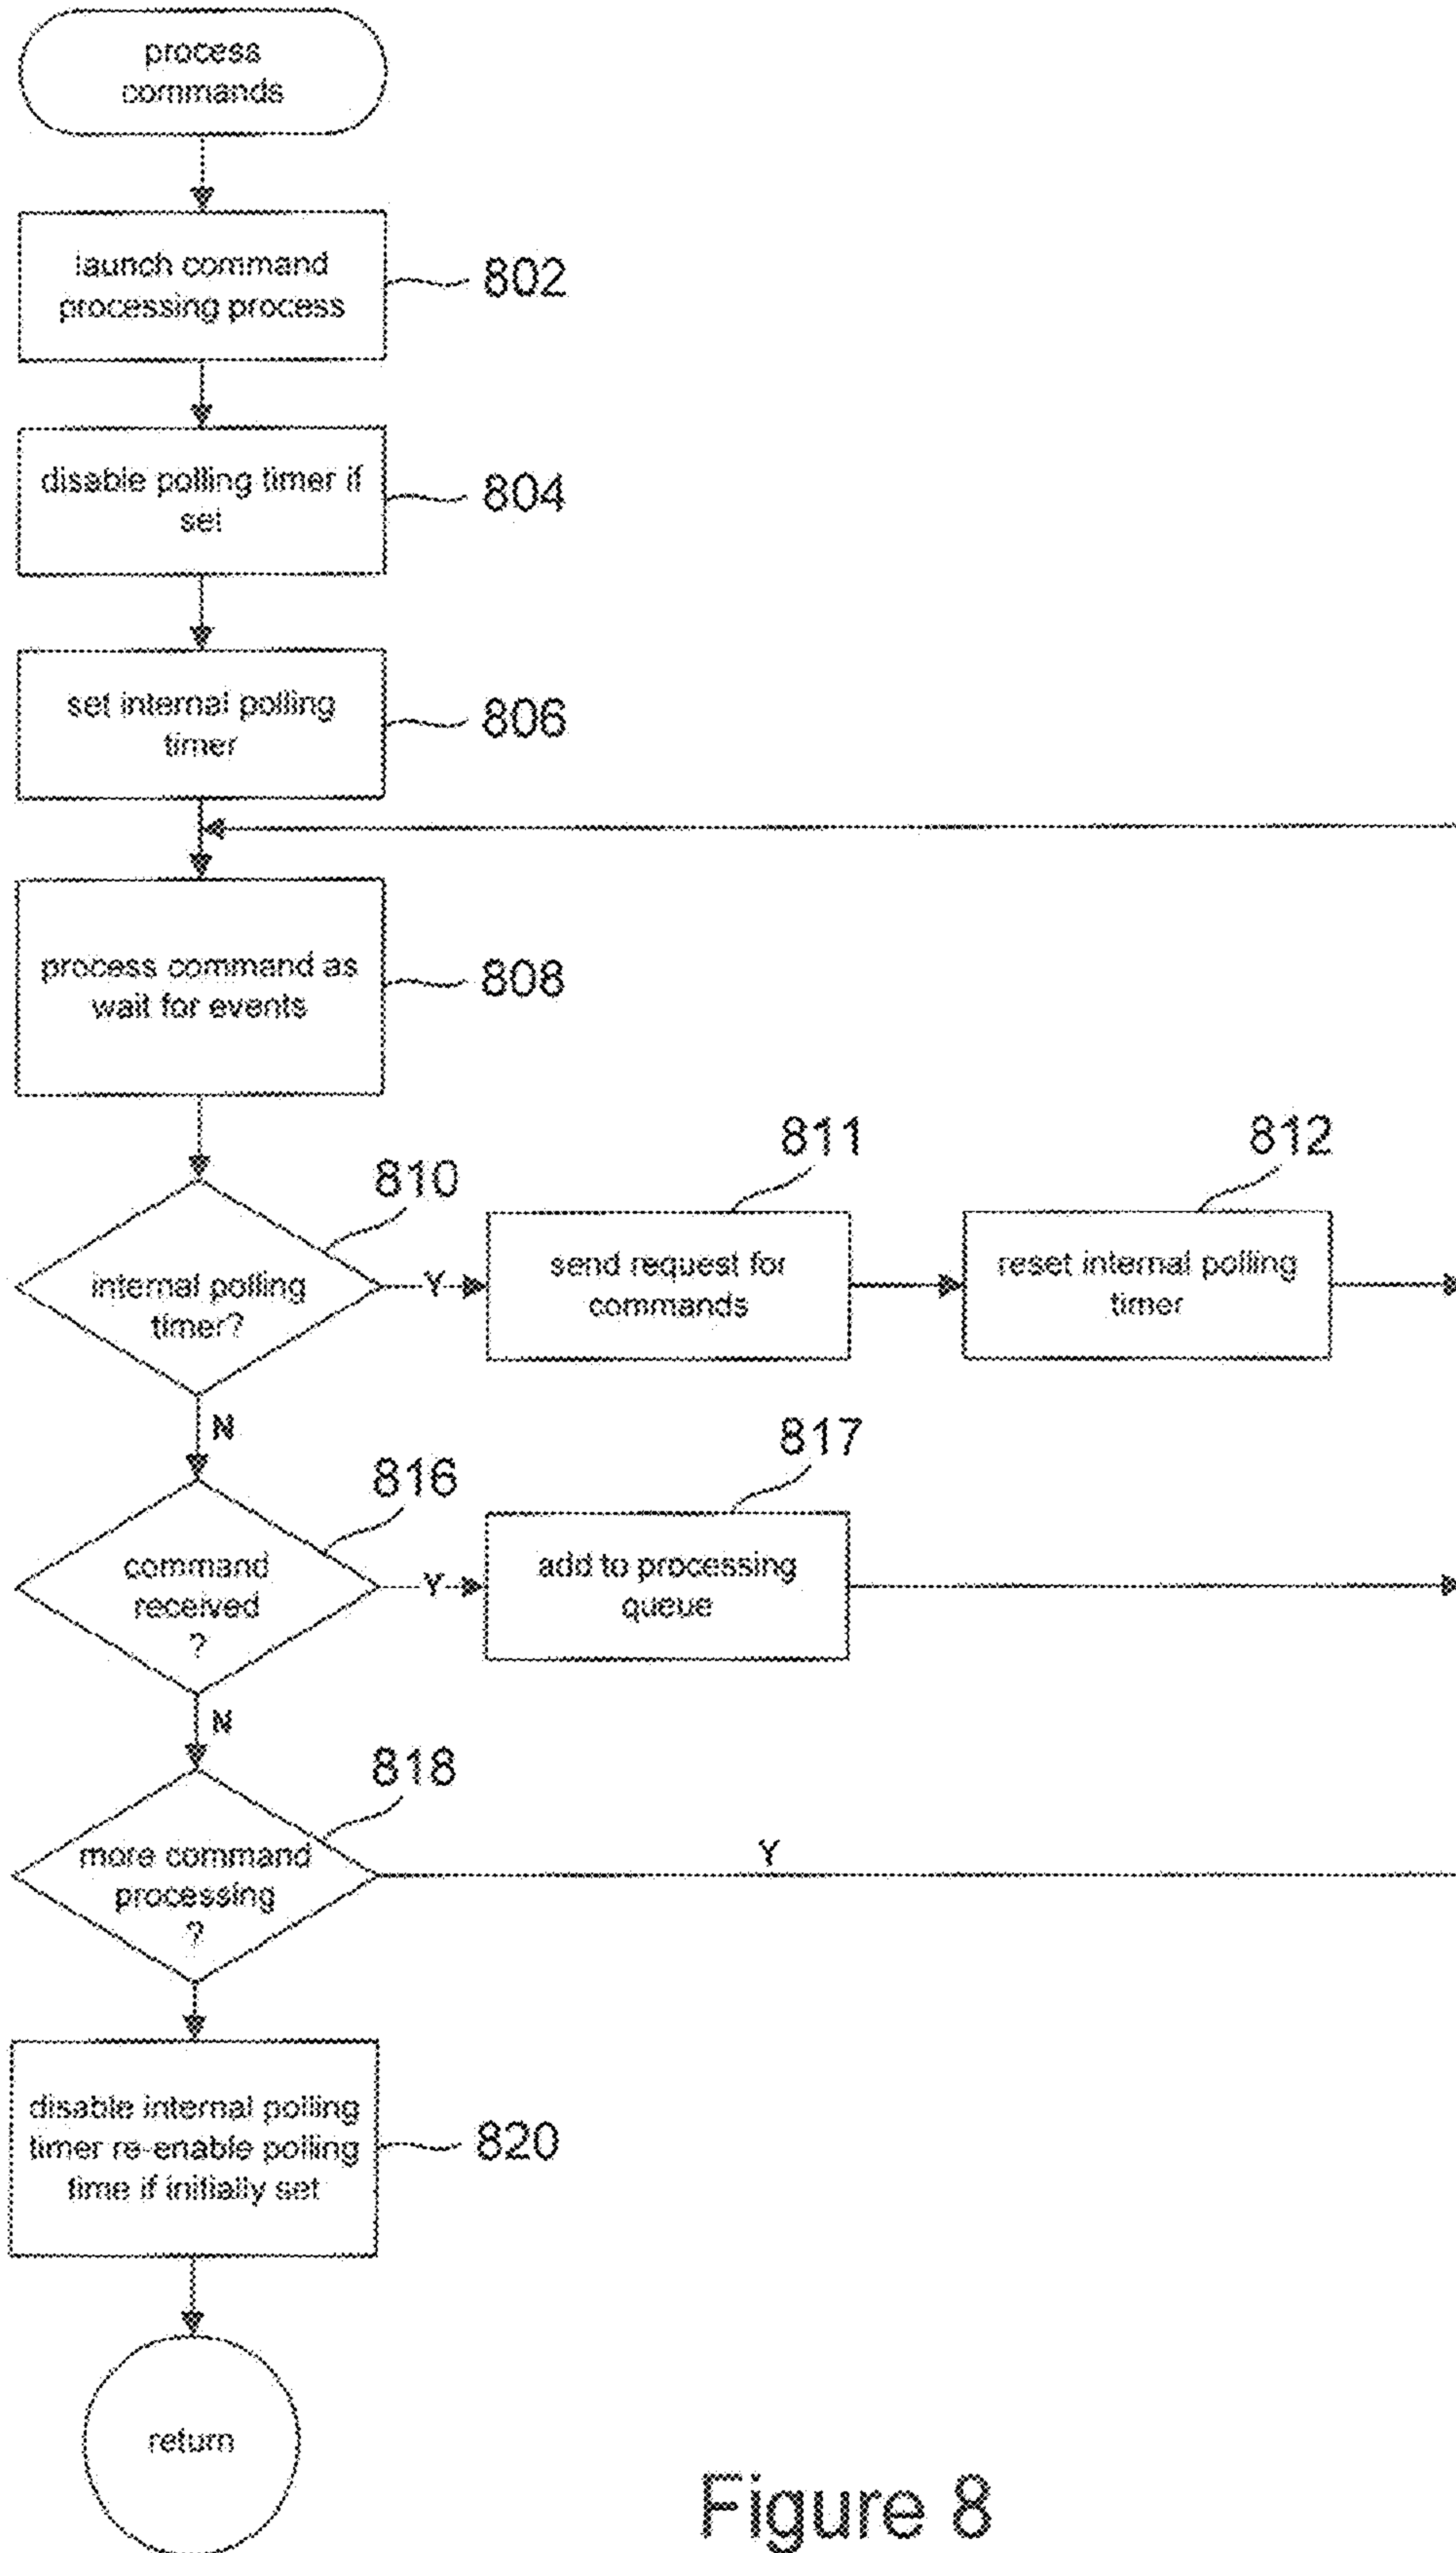 process
commands
launch command
processing process
802
disable polling timer if
set
804
set internal polling
timer
806
process command as
wait for events
808
810
811
812
internal polling
timer?
Y
send request for
commands
reset internal polling
timer
N
816
817
command
received
?
Y
add to processing
queue
N
818
more command
processing
?
Y
disable internal polling
timer re-enable polling
time if initially set
820
return
Figure 8